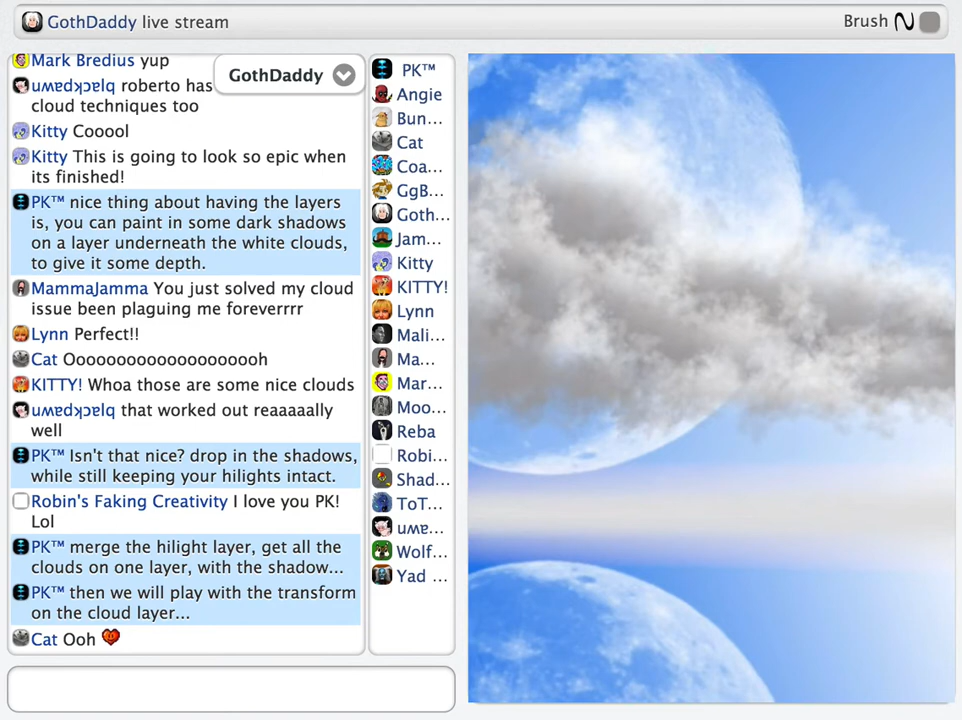 GothDaddy live stream
Brush
Mark Bredius yup
GothDaddy
uʍɐdʞɔɐlq roberto has
cloud techniques too
Kitty Cooool
Kitty This is going to look so epic when
its finished!
PK™ nice thing about having the layers
is, you can paint in some dark shadows
on a layer underneath the white clouds,
to give it some depth.
MammaJamma You just solved my cloud
issue been plaguing me foreverrrr
Lynn Perfect!!
Cat Oooooooooooooooooooh
KITTY! Whoa those are some nice clouds
uʍɐdʞɔɐlq that worked out reaaaaally
well
PK™ Isn't that nice? drop in the shadows,
while still keeping your hilights intact.
Robin's Faking Creativity I love you PK!
Lol
PK™ merge the hilight layer, get all the
clouds on one layer, with the shadow...
PK™ then we will play with the transform
on the cloud layer...
Cat Ooh
PK™
Angie
Bun...
Cat
Coa...
GgB...
Goth...
Jam...
Kitty
KITTY!
Lynn
Mali...
Ma...
Mar...
Moo...
Reba
Robi...
Shad...
ToT...
uʍɐ...
Wolf...
Yad ...